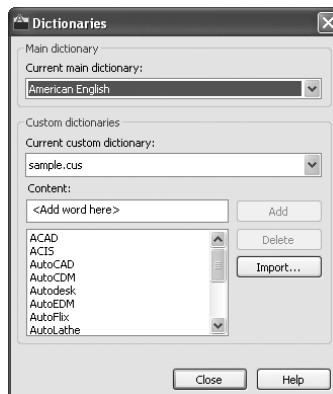 Dictionaries
Main dictionary
Current main dictionary:
American English
Custom dictionaries
Current custom dictionary:
sample.cus
Content:
<Add word here>
Add
ACAD
ACIS
AutoCAD
AutoCDM
Autodesk
AutoEDM
AutoFlix
AutoLathe
Delete
Import...
Close
Help